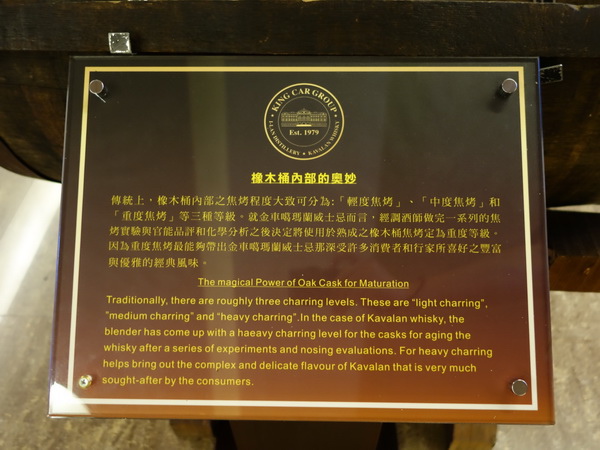 KING CAR GROUP
Est. 1979
I-LAN DISTILLERY • KAVALAN WHISKY
橡木桶內部的奧妙
傳統上，橡木桶內部之焦烤程度大致可分為:「輕度焦烤」、「中度焦烤」和
「重度焦烤」等三種等級。就金車噶瑪蘭威士忌而言，經調酒師做完一系列的焦
烤實驗與官能品評和化學分析之後決定將使用於熟成之橡木桶焦烤定為重度等級。
因為重度焦烤最能夠帶出金車噶瑪蘭威士忌那深受許多消費者和行家所喜好之豐富
與優雅的經典風味。
The magical Power of Oak Cask for Maturation
Traditionally, there are roughly three charring levels. These are "light charring",
"medium charring" and "heavy charring".In the case of Kavalan whisky, the
blender has come up with a haeavy charring level for the casks for aging the
whisky after a series of experiments and nosing evaluations. For heavy charring
helps bring out the complex and delicate flavour of Kavalan that is very much
sought-after by the consumers.